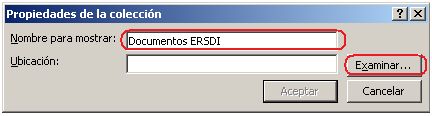 Propiedades de la colección
Nombre para mostrar: Documentos ERSDI
Ubicación: Examinar...
Aceptar Cancelar